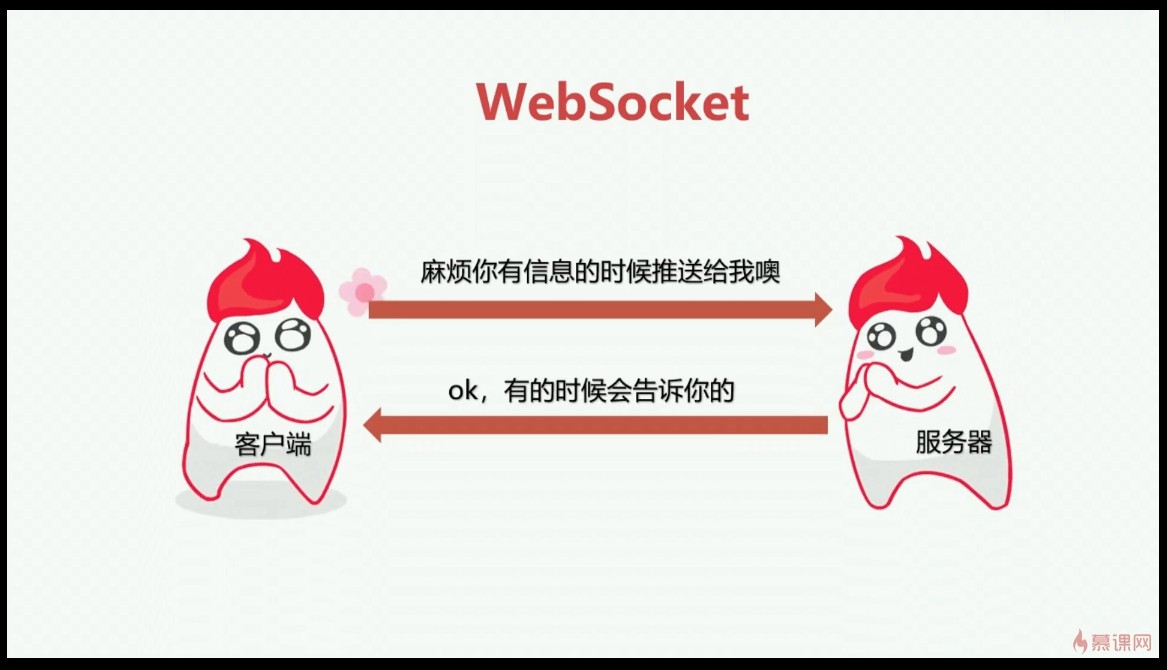 WebSocket
麻烦你有信息的时候推送给我噢
ok，有的时候会告诉你的
客户端
服务器
慕课网